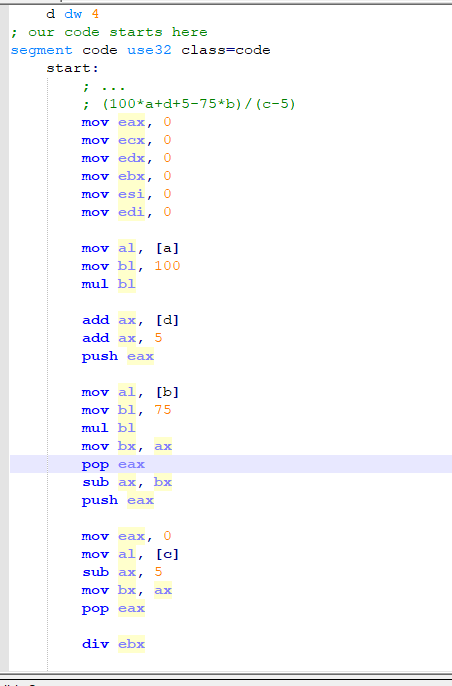 d dw 4
; our code starts here
segment code use32 class=code
start:
; ...
; (100*a+d+5-75*b)/(c-5)
mov eax, 0
mov ecx, 0
mov edx, 0
mov ebx, 0
mov esi, 0
mov edi, 0
mov al, [a]
mov bl, 100
mul bl
add ax, [d]
add ax, 5
push eax
mov al, [b]
mov bl, 75
mul bl
mov bx, ax
pop eax
sub ax, bx
push eax
mov eax, 0
mov al, [c]
sub ax, 5
mov bx, ax
pop eax
div ebx